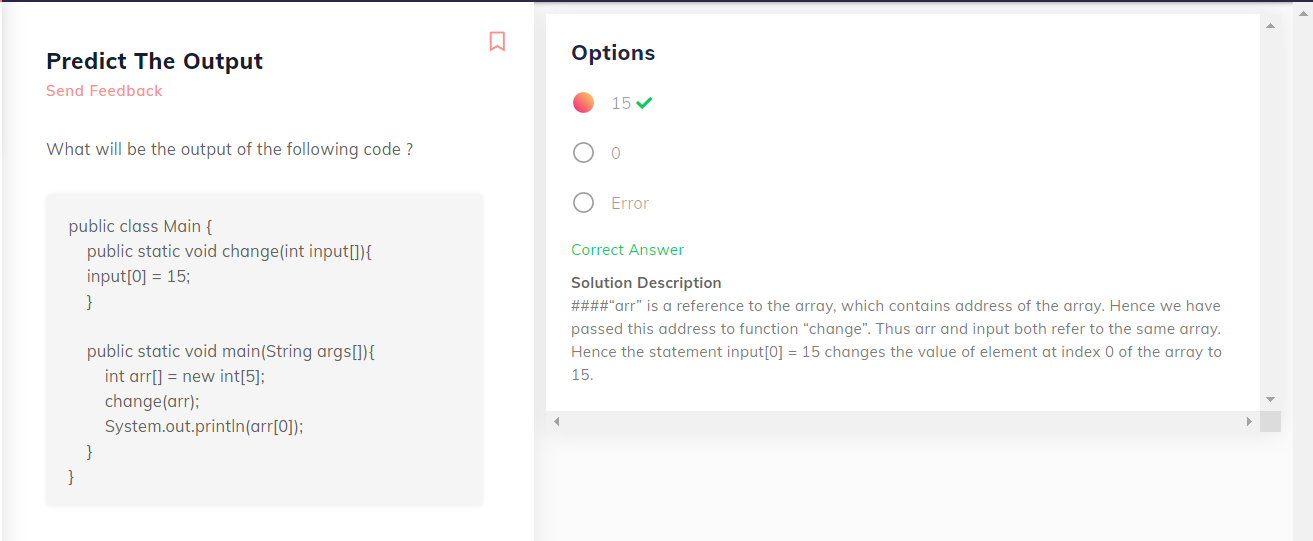 Predict The Output
Send Feedback
What will be the output of the following code ?
public class Main {
public static void change(int input[]){
input[0] = 15;
}
public static void main(String args[]){
int arr[] = new int[5];
change(arr);
System.out.println(arr[0]);
}
}
Options
15
0
Error
Correct Answer
Solution Description
####“arr” is a reference to the array, which contains address of the array. Hence we have
passed this address to function “change”. Thus arr and input both refer to the same array.
Hence the statement input[0] = 15 changes the value of element at index 0 of the array to
15.